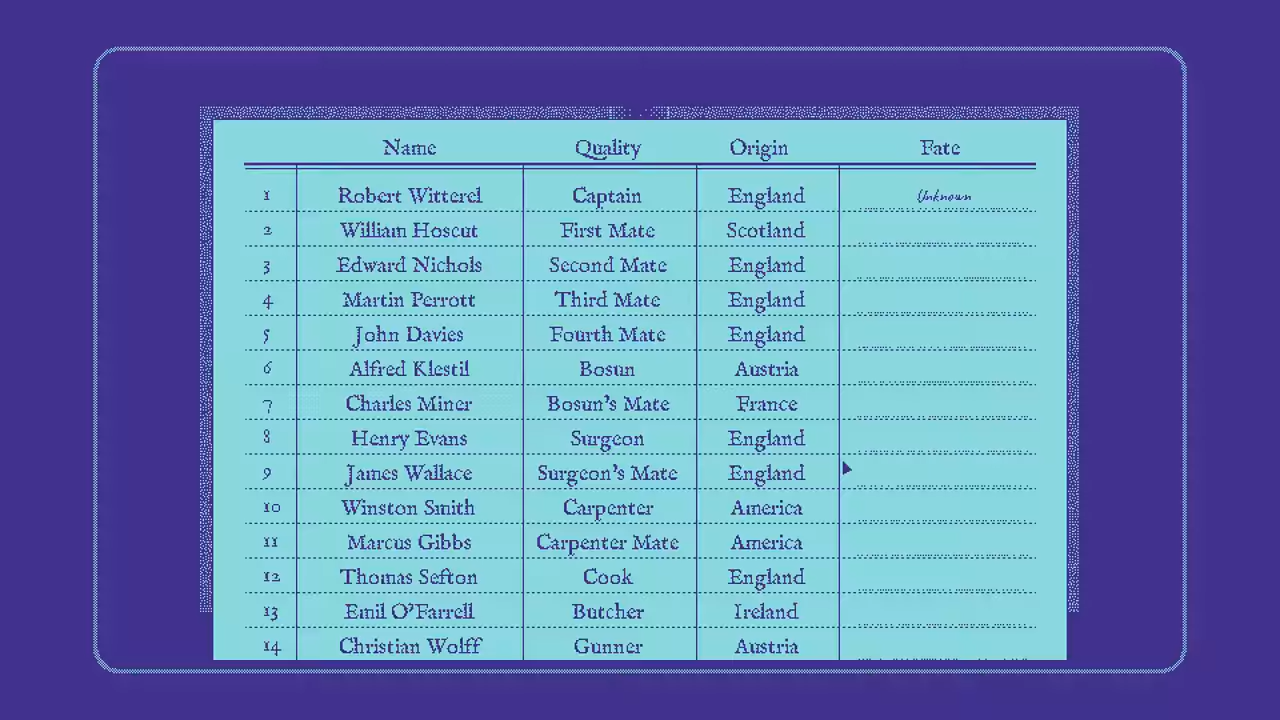 Name Quality Origin Fate
1 Robert Witterel Captain England Unknown
2 William Hoscut First Mate Scotland
3 Edward Nichols Second Mate England
4 Martin Perrott Third Mate England
5 John Davies Fourth Mate England
6 Alfred Klestil Bosun Austria
7 Charles Miner Bosun's Mate France
8 Henry Evans Surgeon England
9 James Wallace Surgeon's Mate England
10 Winston Smith Carpenter America
11 Marcus Gibbs Carpenter Mate America
12 Thomas Sefton Cook England
13 Emil O'Farrell Butcher Ireland
14 Christian Wolff Gunner Austria